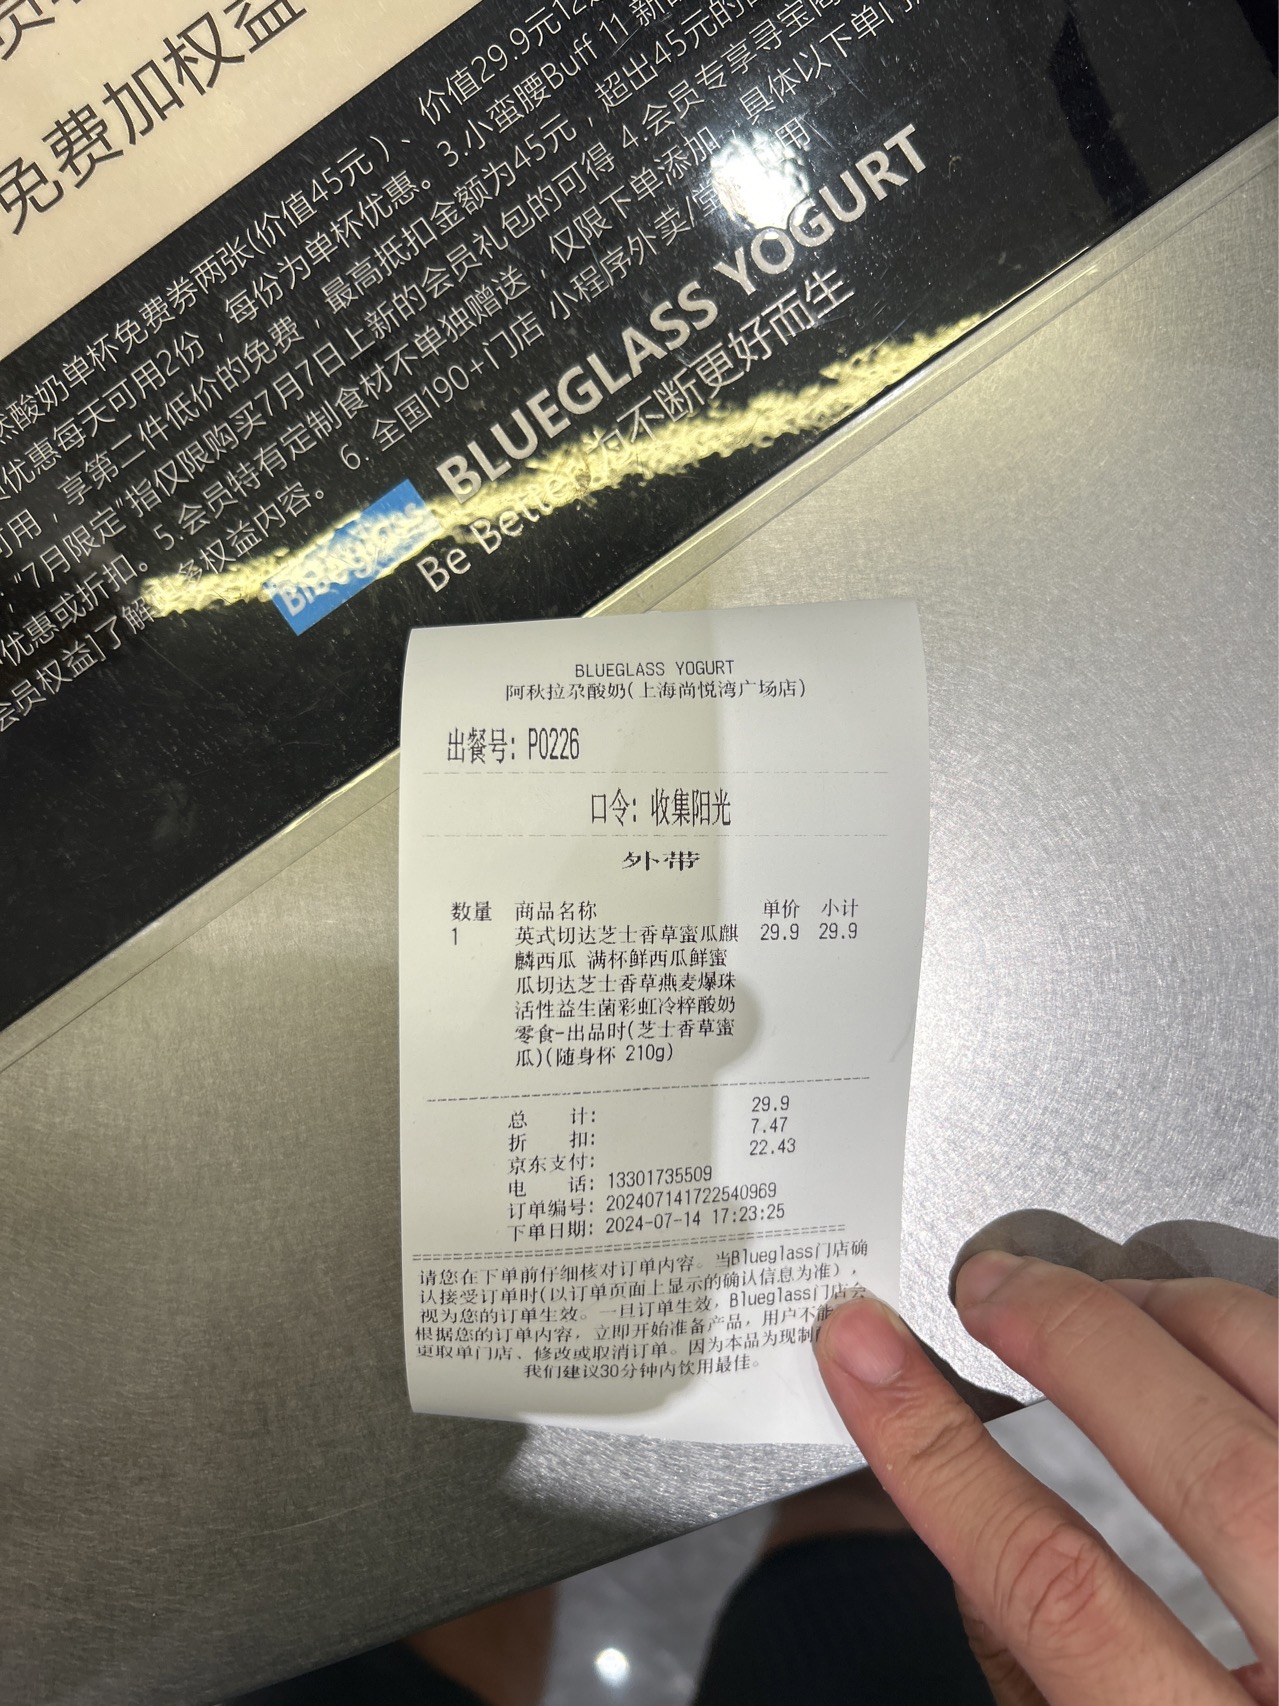 免费加权益
然酸奶单杯免费券两张(价值45元)、价值29.9元12
优惠每天可用2份，每份为单杯优惠。 3.小蛮腰Buff 11
可用，享第二件低价的免费，最高抵扣金额为45元，超出45元的
“7月限定”指仅限购买7月7日上新的会员礼包的可得 4.会员专享寻宝
优惠或折扣。 5.会员特有定制食材不单独赠送，仅限下单添加，具体以下单门
会员权益]了解 多权益内容。 6. 全国190+门店 小程序外卖/ 用
Blueglass
BLUEGLASS YOGURT
Be Better 为不断更好而生
BLUEGLASS YOGURT
阿秋拉尕酸奶(上海尚悦湾广场店)
出餐号: P0226
口令: 收集阳光
外带
数量 商品名称 单价 小计
1 英式切达芝士香草蜜瓜麒 29.9 29.9
麟西瓜 满杯鲜西瓜鲜蜜
瓜切达芝士香草燕麦爆珠
活性益生菌彩虹冷粹酸奶
零食-出品时(芝士香草蜜
瓜)(随身杯 210g)
总 计: 29.9
折 扣: 7.47
京东支付: 22.43
电 话: 13301735509
订单编号: 202407141722540969
下单日期: 2024-07-14 17:23:25
请您在下单前仔细核对订单内容。当Blueglass门店确
认接受订单时(以订单页面上显示的确认信息为准)，
视为您的订单生效。一旦订单生效，Blueglass门店会
根据您的订单内容，立即开始准备产品，用户不能
更取单门店、修改或取消订单。因为本品为现制
我们建议30分钟内饮用最佳。